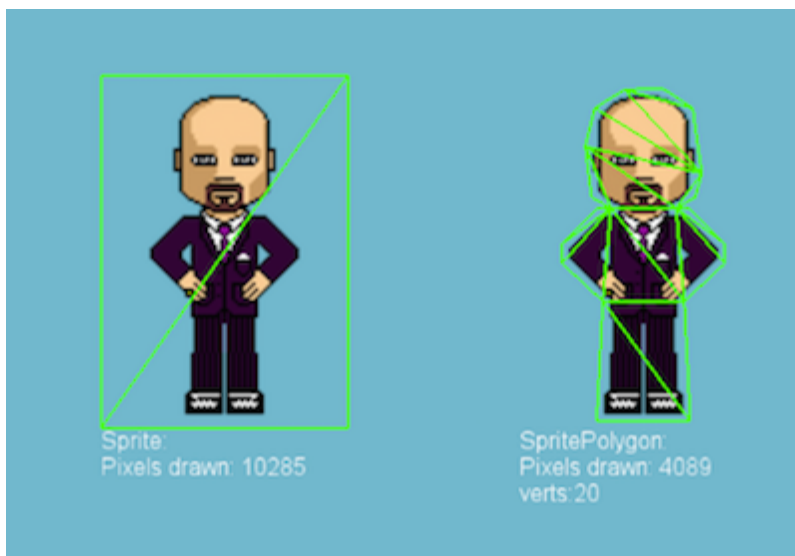 Sprite:
Pixels drawn: 10285
SpritePolygon:
Pixels drawn: 4089
verts:20